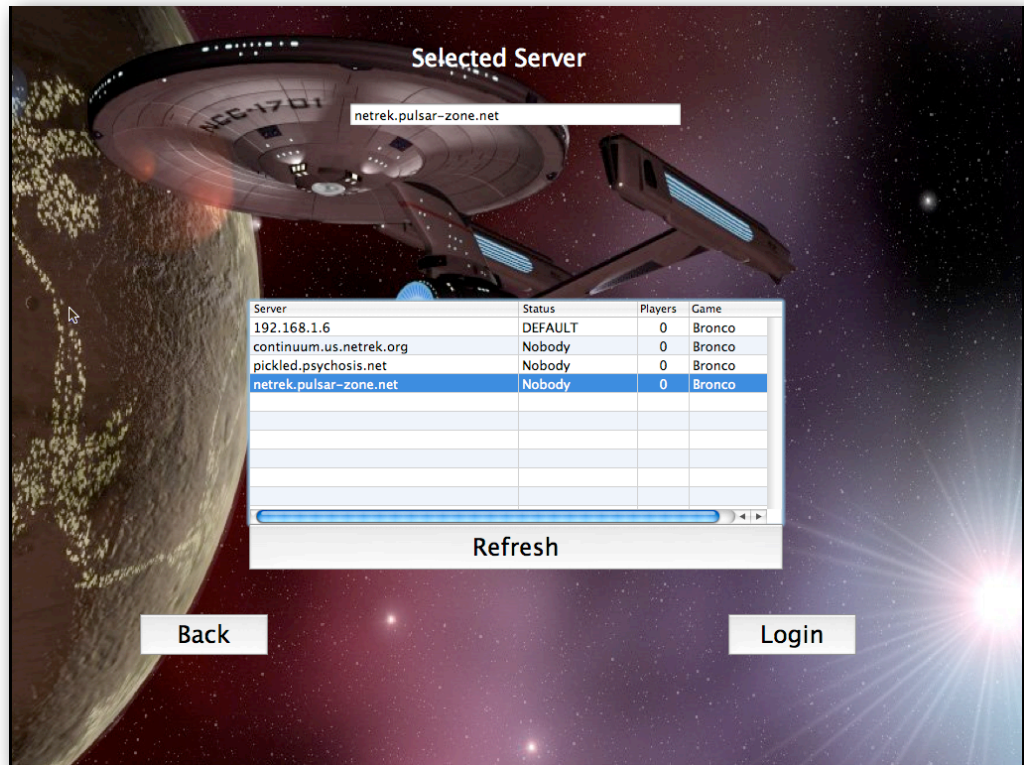 Selected Server
NCC-1701
netrek.pulsar-zone.net
Server Status Players Game
192.168.1.6 DEFAULT 0 Bronco
continuum.us.netrek.org Nobody 0 Bronco
pickled.psychosis.net Nobody 0 Bronco
netrek.pulsar-zone.net Nobody 0 Bronco
Refresh
Back Login